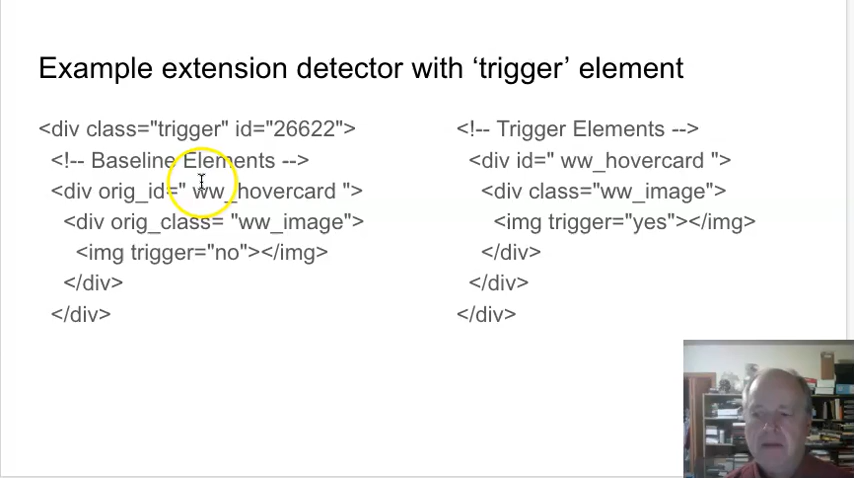 Example extension detector with ‘trigger’ element
<div class="trigger" id="26622">
<!-- Baseline Elements -->
<div orig_id=" ww_hovercard ">
<div orig_class= "ww_image">
<img trigger="no"></img>
</div>
</div>
<!-- Trigger Elements -->
<div id=" ww_hovercard ">
<div class="ww_image">
<img trigger="yes"></img>
</div>
</div>
</div>